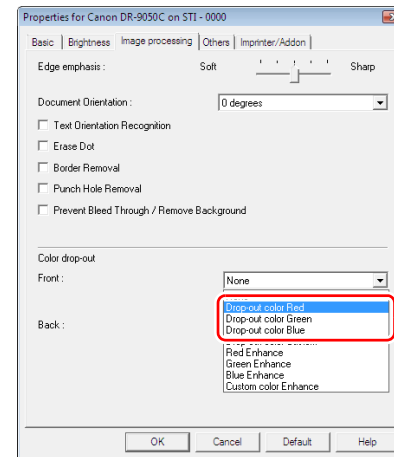 Properties for Canon DR-9050C on STI - 0000
Basic Brightness Image processing Others Imprinter/Addon
Edge emphasis : Soft Sharp
Document Orientation : 0 degrees
Text Orientation Recognition
Erase Dot
Border Removal
Punch Hole Removal
Prevent Bleed Through / Remove Background
Color drop-out
Front : None
Drop-out color Red
Drop-out color Green
Back : Drop-out color Blue
Red Enhance
Green Enhance
Blue Enhance
Custom color Enhance
OK Cancel Default Help